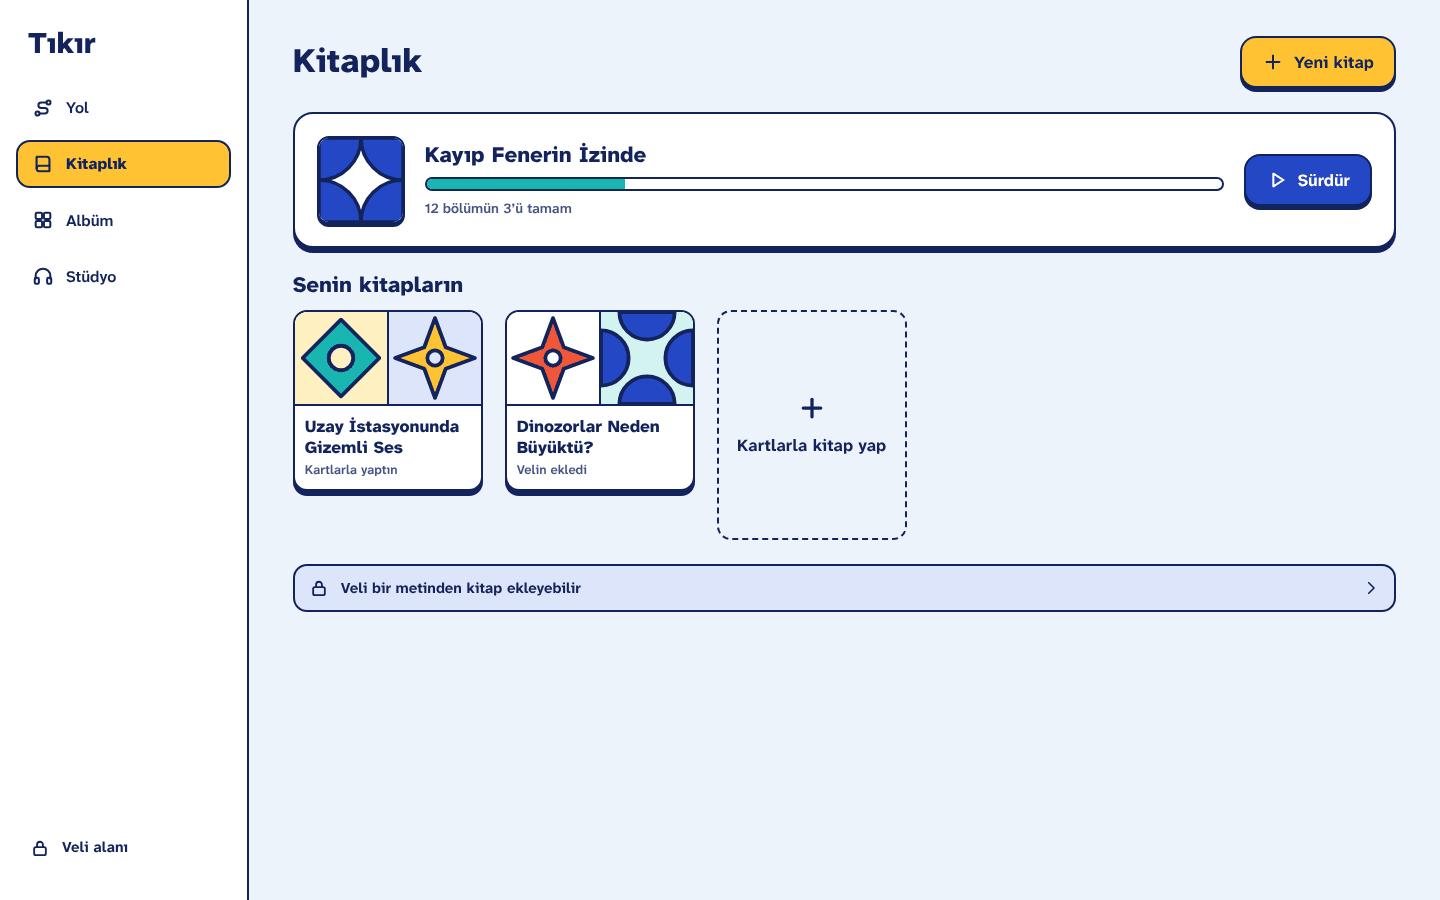 Tıkır
Yol
Kitaplık
Albüm
Stüdyo
Veli alanı
Kitaplık
Yeni kitap
Kayıp Fenerin İzinde
12 bölümün 3’ü tamam
Sürdür
Senin kitapların
Uzay İstasyonunda
Gizemli Ses
Kartlarla yaptın
Dinozorlar Neden
Büyüktü?
Velin ekledi
Kartlarla kitap yap
Veli bir metinden kitap ekleyebilir